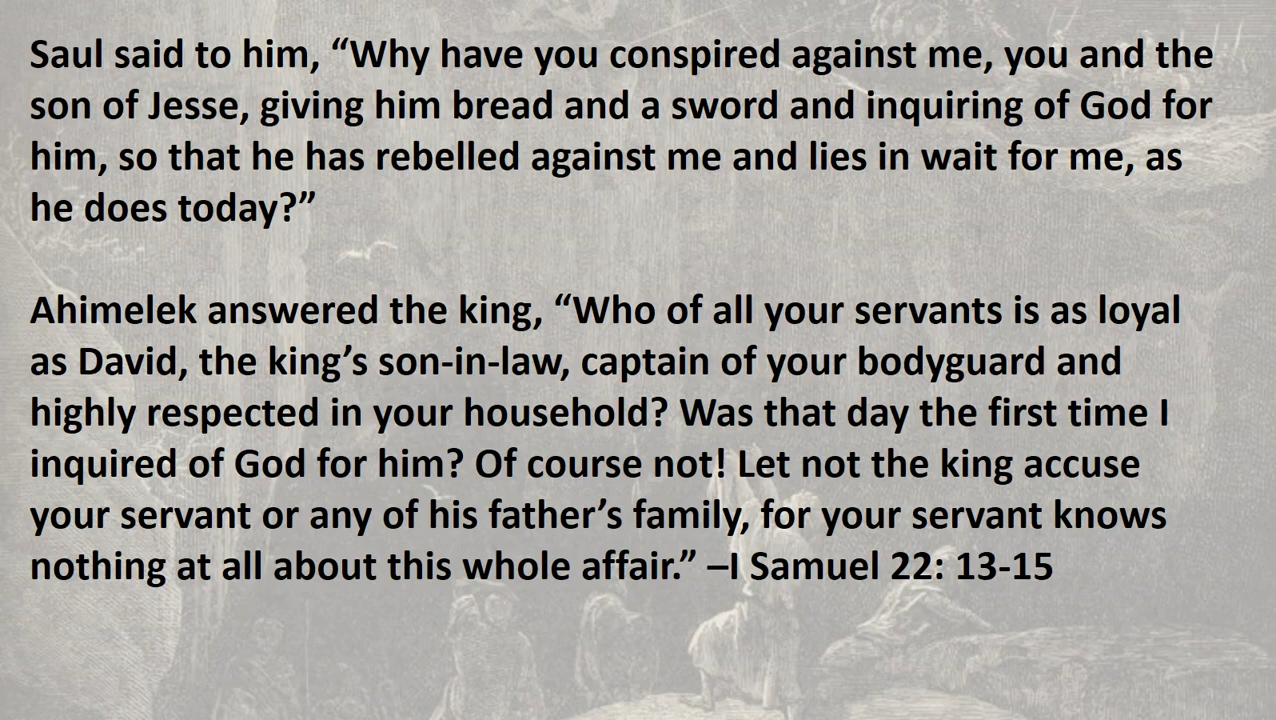 Saul said to him, “Why have you conspired against me, you and the
son of Jesse, giving him bread and a sword and inquiring of God for
him, so that he has rebelled against me and lies in wait for me, as
he does today?”
Ahimelek answered the king, “Who of all your servants is as loyal
as David, the king’s son-in-law, captain of your bodyguard and
highly respected in your household? Was that day the first time I
inquired of God for him? Of course not! Let not the king accuse
your servant or any of his father’s family, for your servant knows
nothing at all about this whole affair.” –I Samuel 22: 13-15